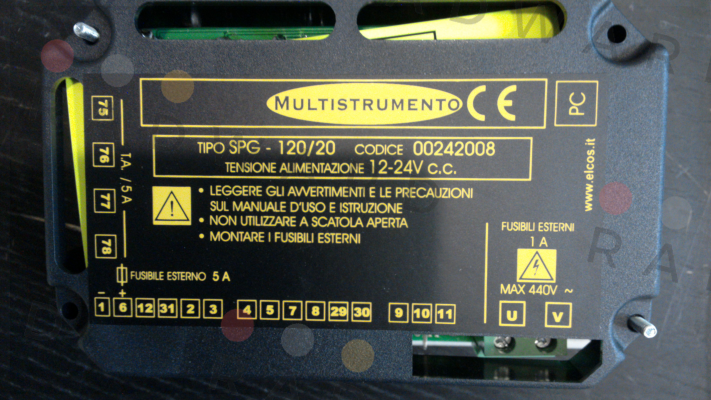 MULTISTRUMENTO CE
PC
TIPO SPG - 120/20 CODICE 00242008
TENSIONE ALIMENTAZIONE 12-24V c.c.
• LEGGERE GLI AVVERTIMENTI E LE PRECAUZIONI
SUL MANUALE D'USO E ISTRUZIONE
• NON UTILIZZARE A SCATOLA APERTA
• MONTARE I FUSIBILI ESTERNI
www.elcos.it
75
76
77
78
1A. / 5 A
FUSIBILE ESTERNO 5 A
FUSIBILI ESTERNI
1 A
MAX 440V ~
- +
1 6 12 31 2 3 4 5 7 8 29 30 9 10 11 U V